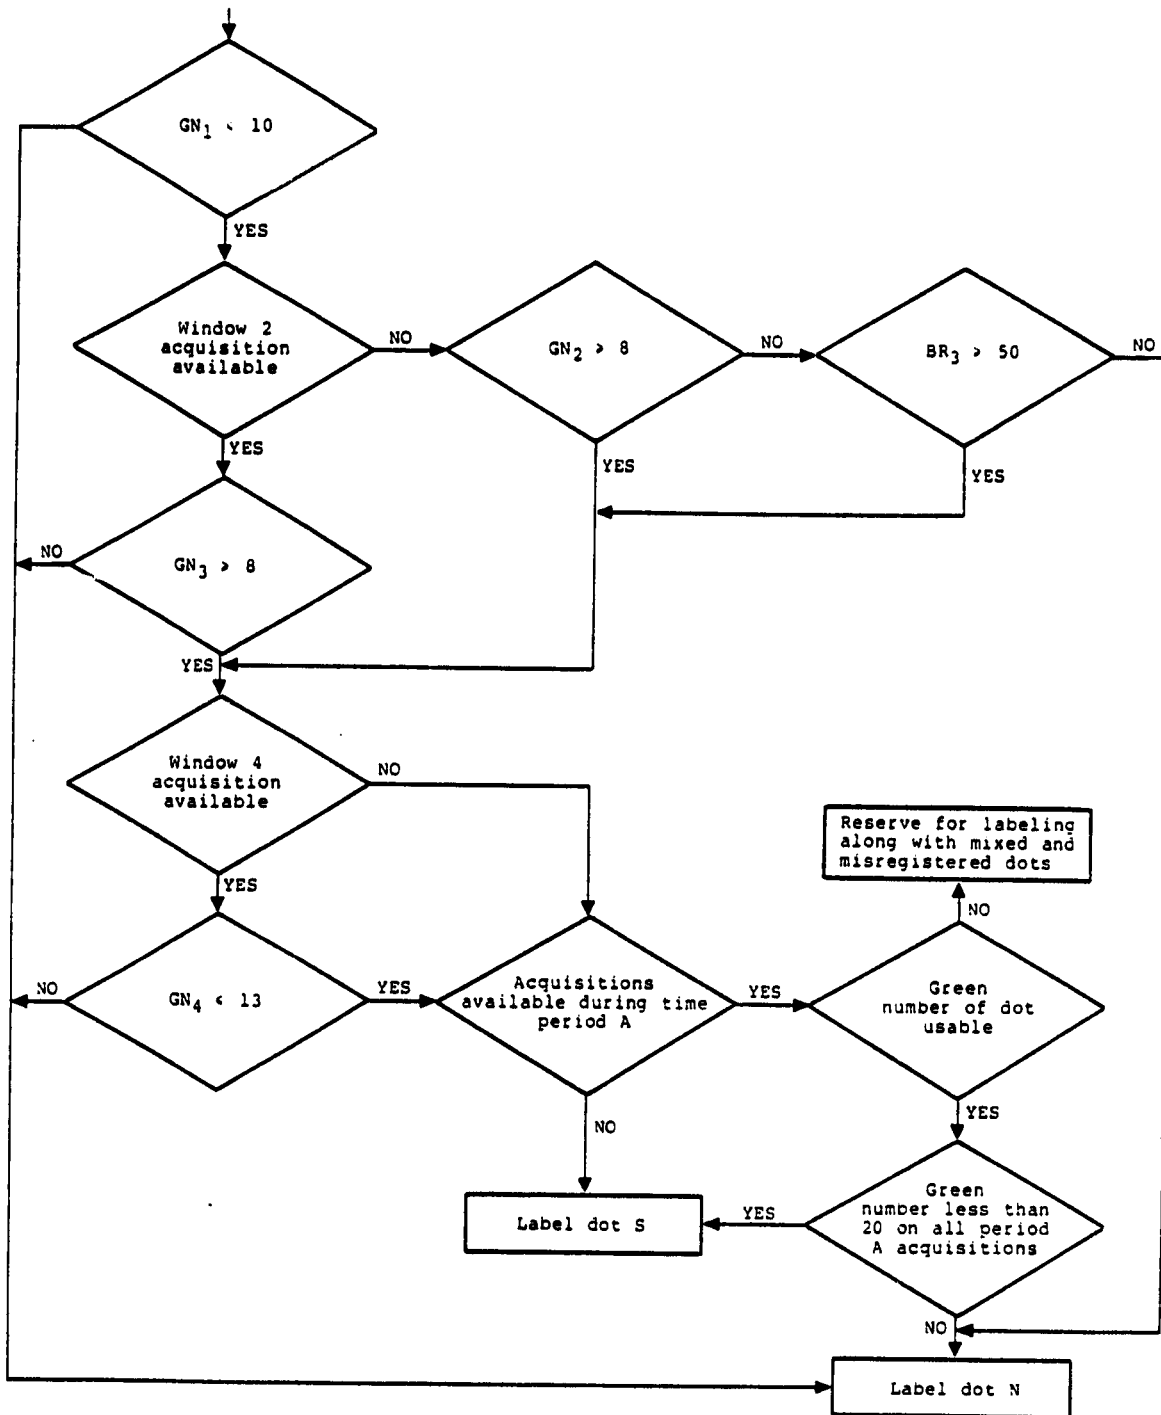 GN1 < 10
YES
Window 2
acquisition
available
NO
GN2 > 8
NO
BR3 > 50
NO
YES
YES
YES
GN3 > 8
NO
YES
Window 4
acquisition
available
NO
YES
Reserve for labeling
along with mixed and
misregistered dots
NO
GN4 < 13
NO
YES
Acquisitions
available during time
period A
YES
Green
number of dot
usable
NO
YES
Label dot S
YES
Green
number less than
20 on all period
A acquisitions
NO
Label dot N